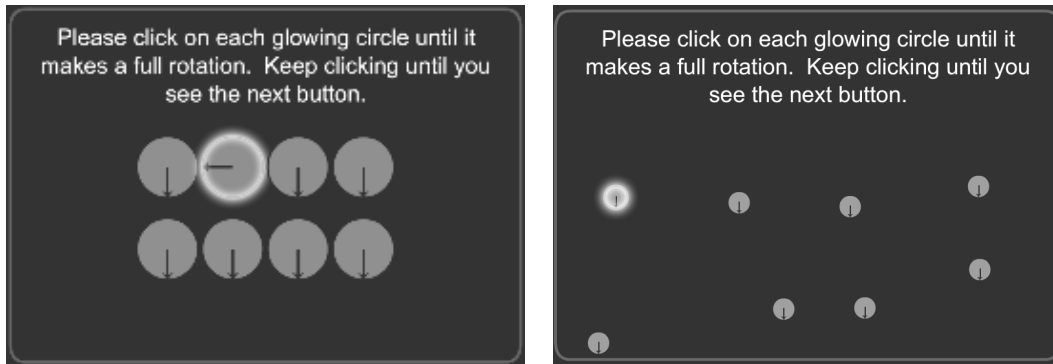 Please click on each glowing circle until it
makes a full rotation.  Keep clicking until you
see the next button.
Please click on each glowing circle until it
makes a full rotation.  Keep clicking until you
see the next button.